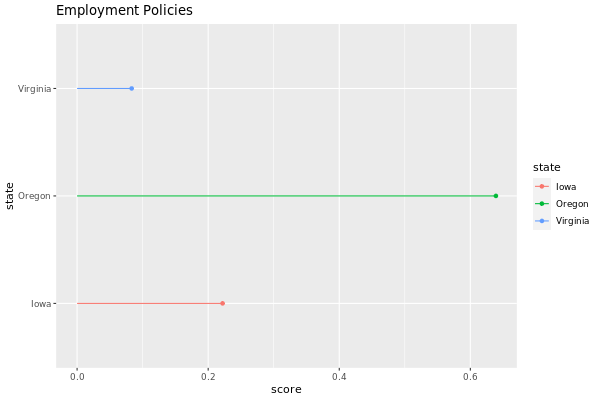 Employment Policies
Virginia
Oregon
Iowa
state
0.0 0.2 0.4 0.6
score
state
Iowa
Oregon
Virginia